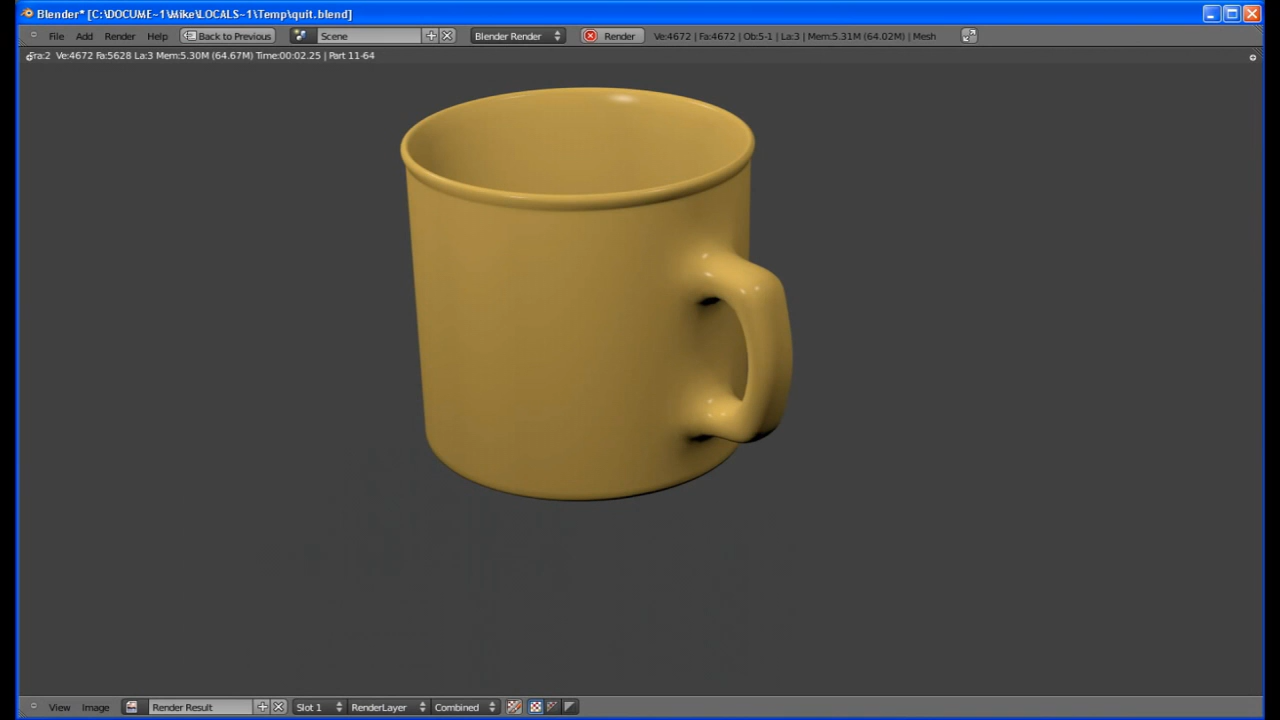 Blender* [C:\DOCUME~1\Mike\LOCALS~1\Temp\quit.blend]
File Add Render Help Back to Previous Scene Blender Render Render Ve:4672 | Fa:4672 | Ob:5-1 | La:3 | Mem:5.31M (64.02M) | Mesh
Fra:2 Ve:4672 Fa:5628 La:3 Mem:5.30M (64.67M) Time:00:02.25 | Part 11-64
View Image Render Result Slot 1 RenderLayer Combined